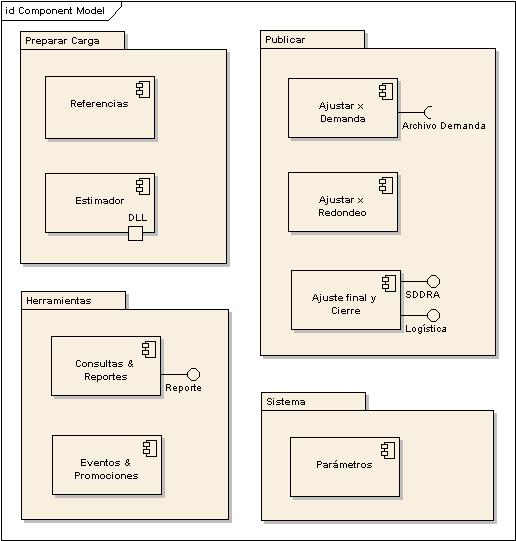 id Component Model
Preparar Carga
Referencias
Estimador
DLL
Publicar
Ajustar x
Demanda
Archivo Demanda
Ajustar x
Redondeo
Ajuste final y
Cierre
SDDRA
Logística
Herramientas
Consultas &
Reportes
Reporte
Eventos &
Promociones
Sistema
Parámetros